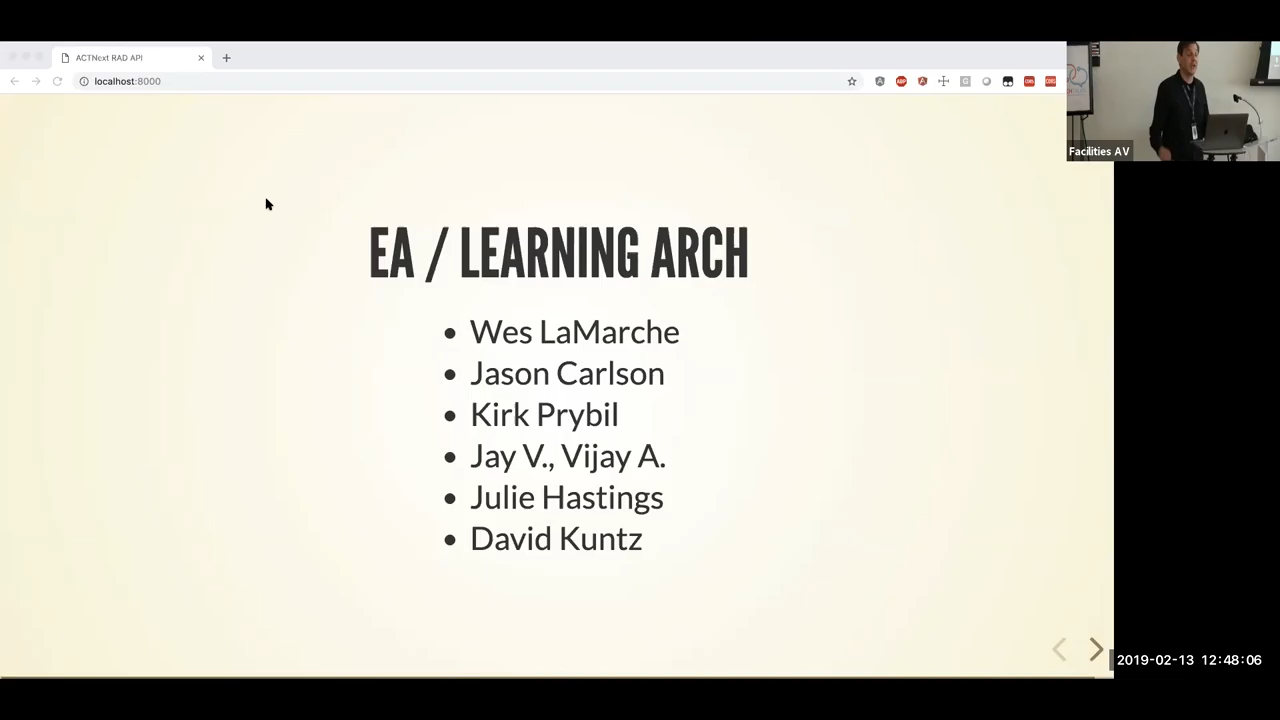 ACTNext RAD API
localhost:8000
Facilities AV
EA / LEARNING ARCH
Wes LaMarche
Jason Carlson
Kirk Prybil
Jay V., Vijay A.
Julie Hastings
David Kuntz
2019-02-13 12:48:06